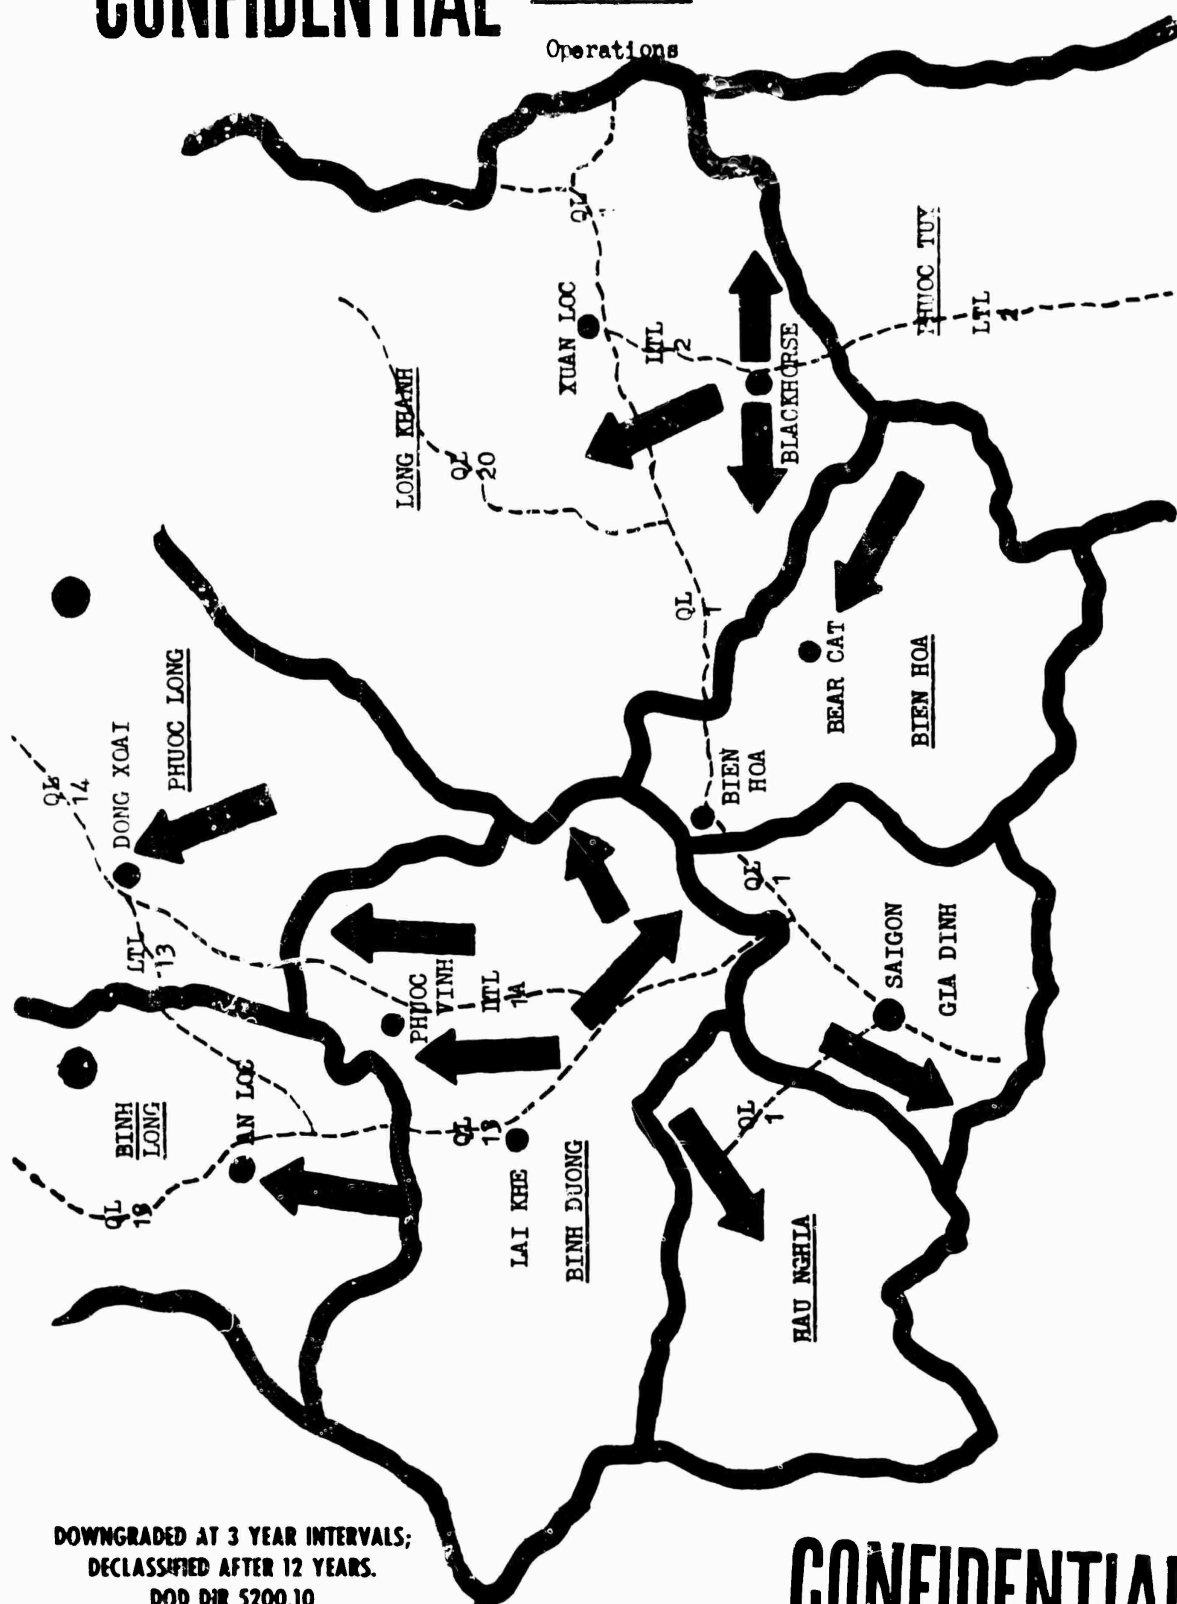 CONFIDENTIAL
Operations
QL
1
XUAN LOC
LTL
2
PHUOC TUY
LTL
2
BLACKHORSE
LONG KHANH
QL
20
QL
1
BEAR CAT
BIEN HOA
PHUOC LONG
DONG XOAI
QL
14
LTL
13
BIEN
HOA
QL
1
SAIGON
GIA DINH
PHUOC
VINH
LTL
1A
BINH
LONG
AN LOC
QL
13
QL
13
LAI KHE
BINH DUONG
QL
1
HAU NGHIA
DOWNGRADED AT 3 YEAR INTERVALS;
DECLASSIFIED AFTER 12 YEARS.
DOD DIR 5200.10
CONFIDENTIAL